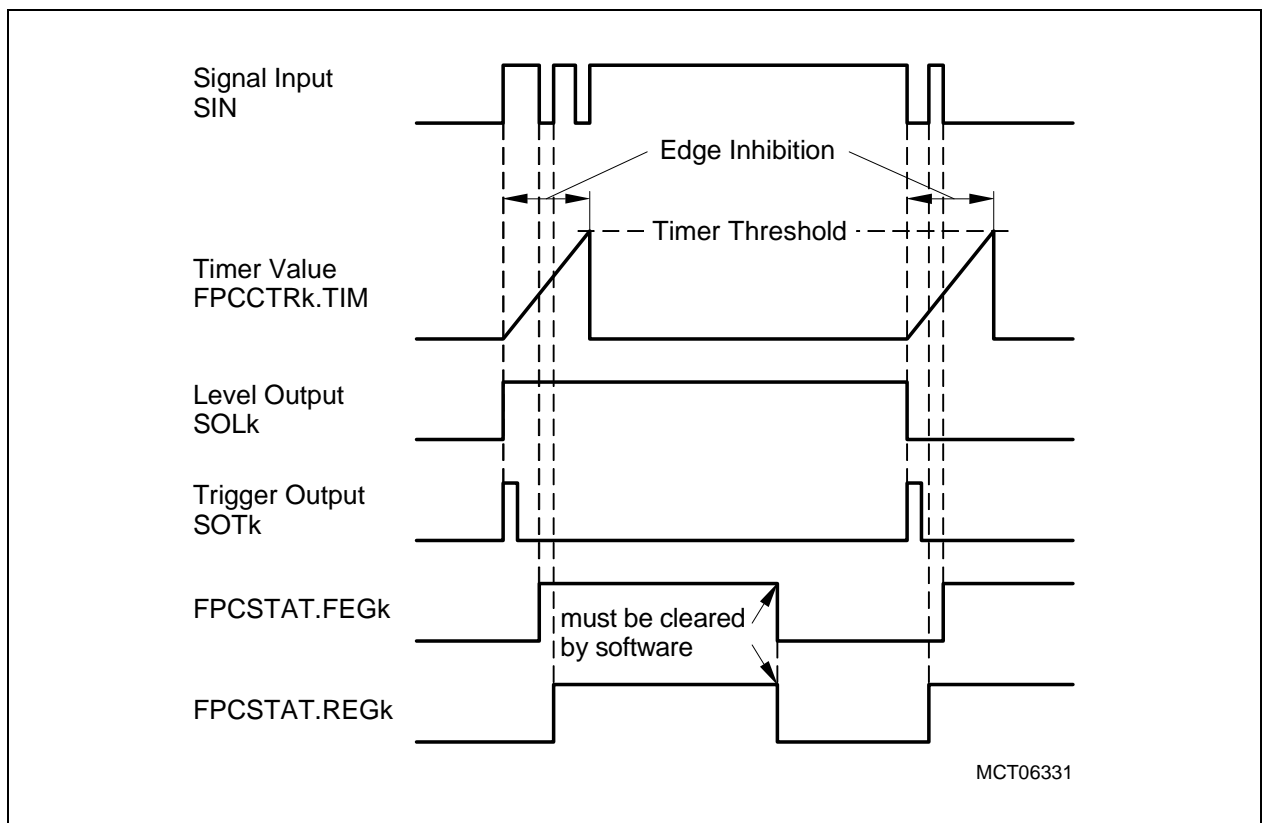 Signal Input
SIN
Edge Inhibition
Timer Threshold
Timer Value
FPCCTRk.TIM
Level Output
SOLk
Trigger Output
SOTk
FPCSTAT.FEGk
must be cleared
by software
FPCSTAT.REGk
MCT06331